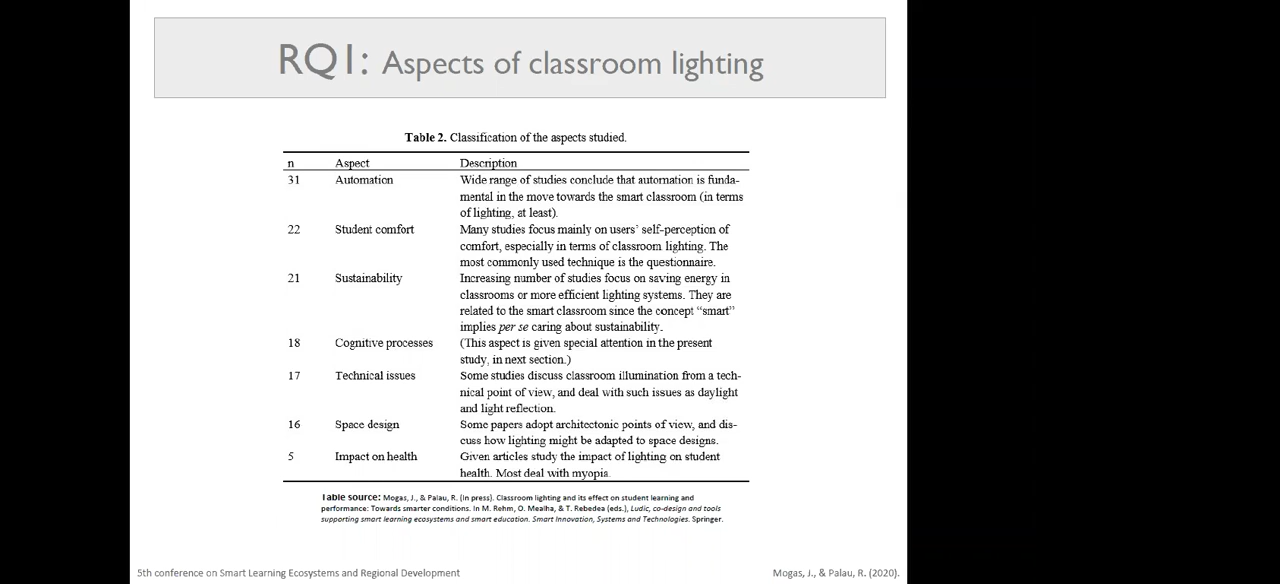 RQ1: Aspects of classroom lighting
Table 2. Classification of the aspects studied.
n Aspect Description
31 Automation Wide range of studies conclude that automation is funda-
mental in the move towards the smart classroom (in terms
of lighting, at least).
22 Student comfort Many studies focus mainly on users' self-perception of
comfort, especially in terms of classroom lighting. The
most commonly used technique is the questionnaire.
21 Sustainability Increasing number of studies focus on saving energy in
classrooms or more efficient lighting systems. They are
related to the smart classroom since the concept “smart”
implies per se caring about sustainability.
18 Cognitive processes (This aspect is given special attention in the present
study, in next section.)
17 Technical issues Some studies discuss classroom illumination from a tech-
nical point of view, and deal with such issues as daylight
and light reflection.
16 Space design Some papers adopt architectonic points of view, and dis-
cuss how lighting might be adapted to space designs.
5 Impact on health Given articles study the impact of lighting on student
health. Most deal with myopia.
Table source: Mogas, J., & Palau, R. (In press). Classroom lighting and its effect on student learning and
performance: Towards smarter conditions. In M. Rehm, O. Mealha, & T. Rebedea (eds.), Ludic, co-design and tools
supporting smart learning ecosystems and smart education. Smart Innovation, Systems and Technologies. Springer.
5th conference on Smart Learning Ecosystems and Regional Development
Mogas, J., & Palau, R. (2020).